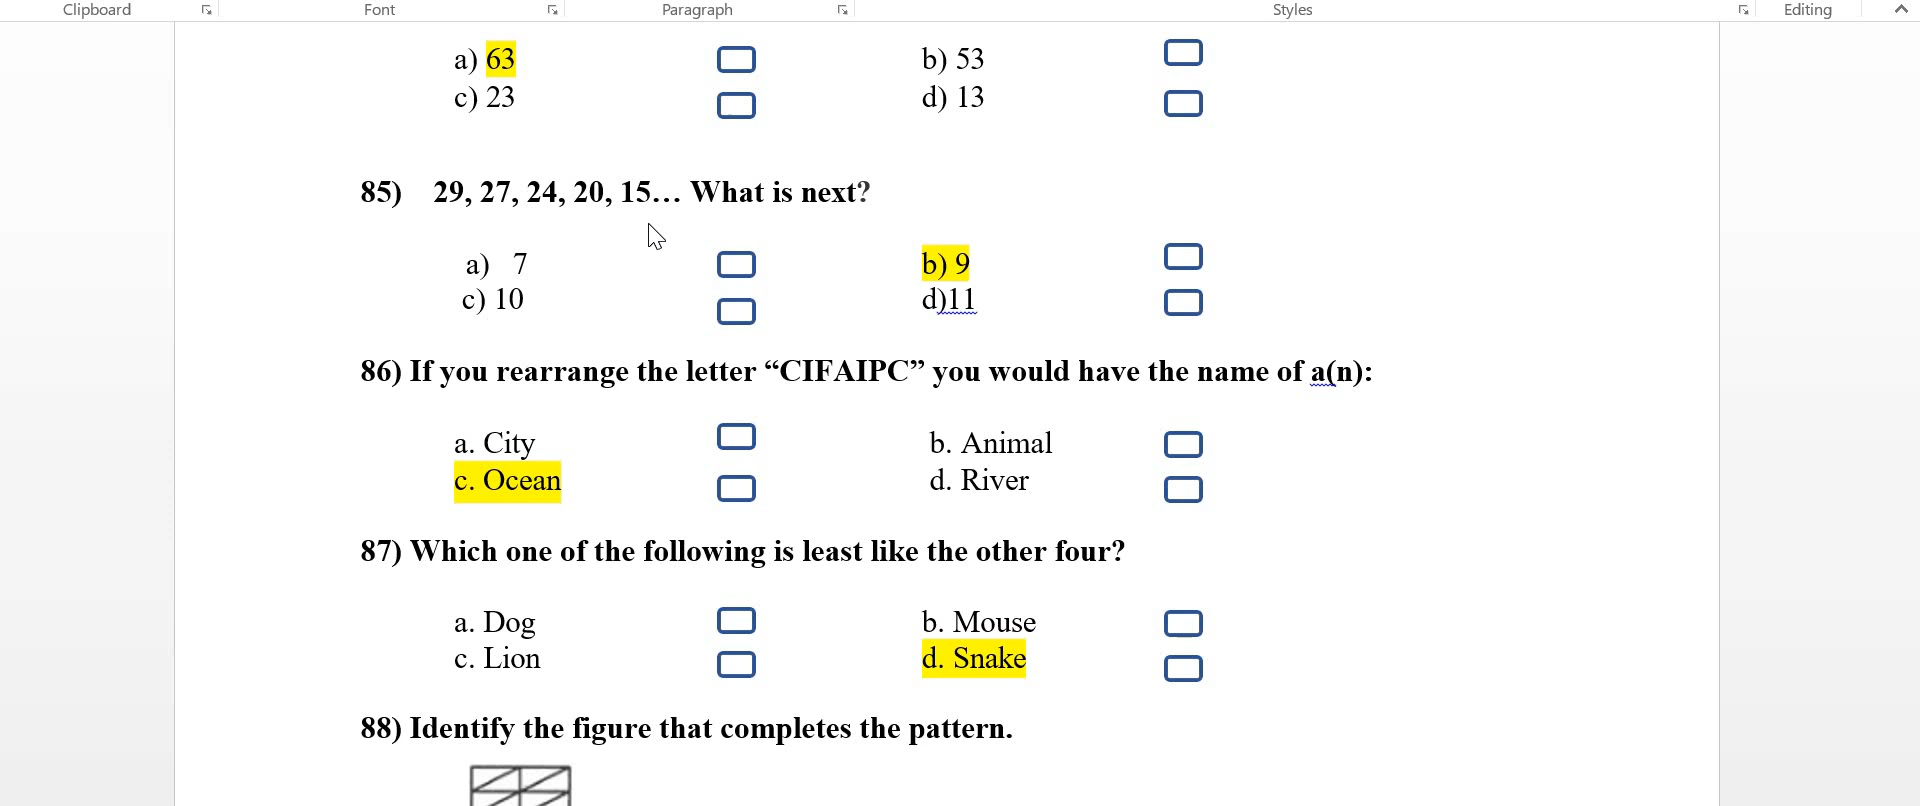 Clipboard Font Paragraph Styles Editing
a) 63 b) 53
c) 23 d) 13
85) 29, 27, 24, 20, 15… What is next?
a) 7 b) 9
c) 10 d)11
86) If you rearrange the letter “CIFAIPC” you would have the name of a(n):
a. City b. Animal
c. Ocean d. River
87) Which one of the following is least like the other four?
a. Dog b. Mouse
c. Lion d. Snake
88) Identify the figure that completes the pattern.